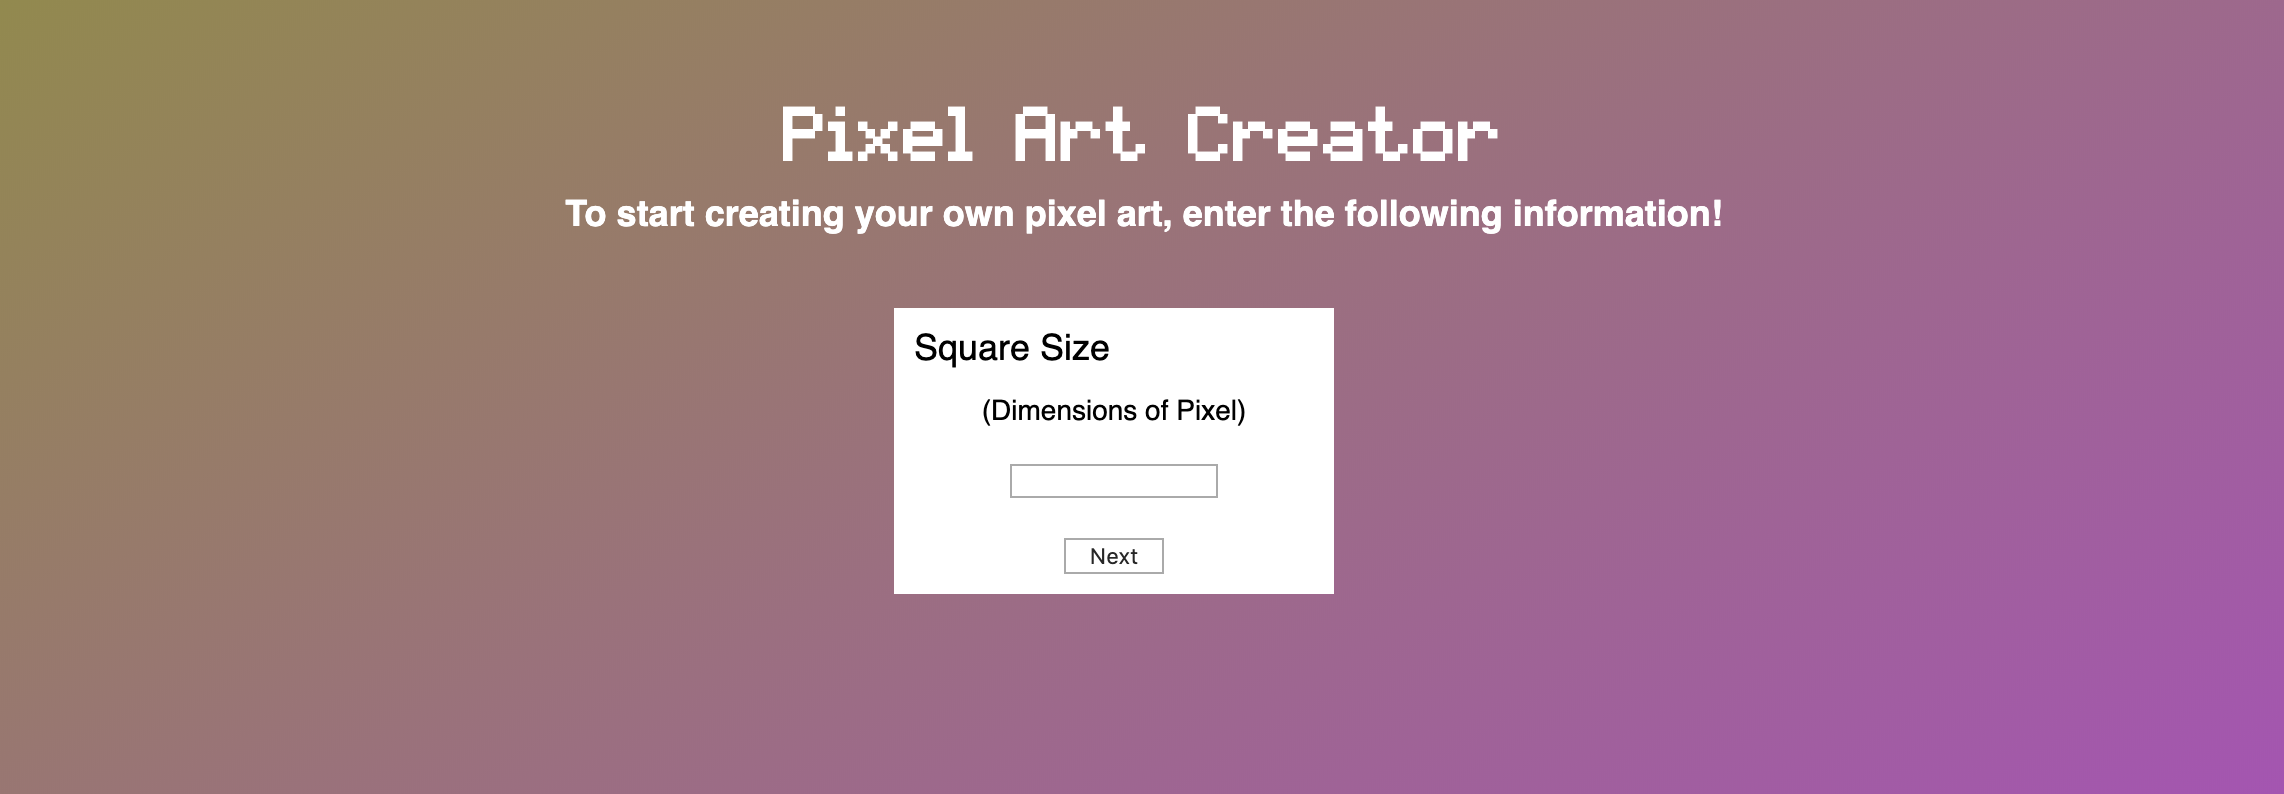 Pixel Art Creator
To start creating your own pixel art, enter the following information!
Square Size
(Dimensions of Pixel)
Next